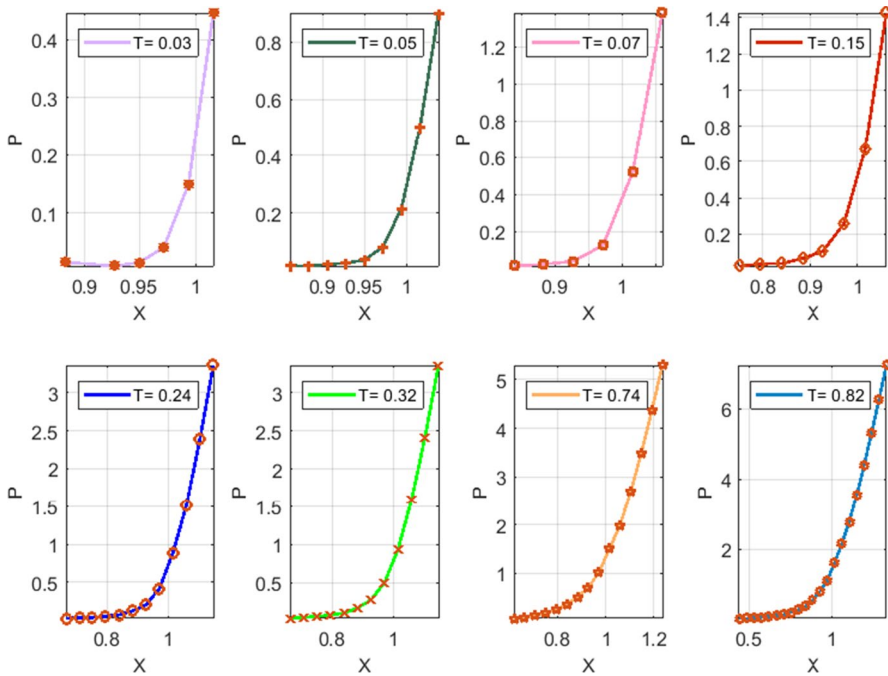 T= 0.03
0.4
0.3
0.2
0.1
P
0.9 0.95 1
X
T= 0.05
0.8
0.6
0.4
0.2
P
0.9 0.95 1
X
T= 0.07
1.2
1
0.8
0.6
0.4
0.2
P
0.9 1
X
T= 0.15
1.4
1.2
1
0.8
0.6
0.4
0.2
P
0.8 0.9 1
X
T= 0.24
3
2.5
2
1.5
1
0.5
P
1
X
T= 0.32
3
2.5
2
1.5
1
0.5
P
0.8 1
X
T= 0.74
5
4
3
2
1
P
0.8 1 1.2
X
T= 0.82
6
4
2
P
0.5 1
X